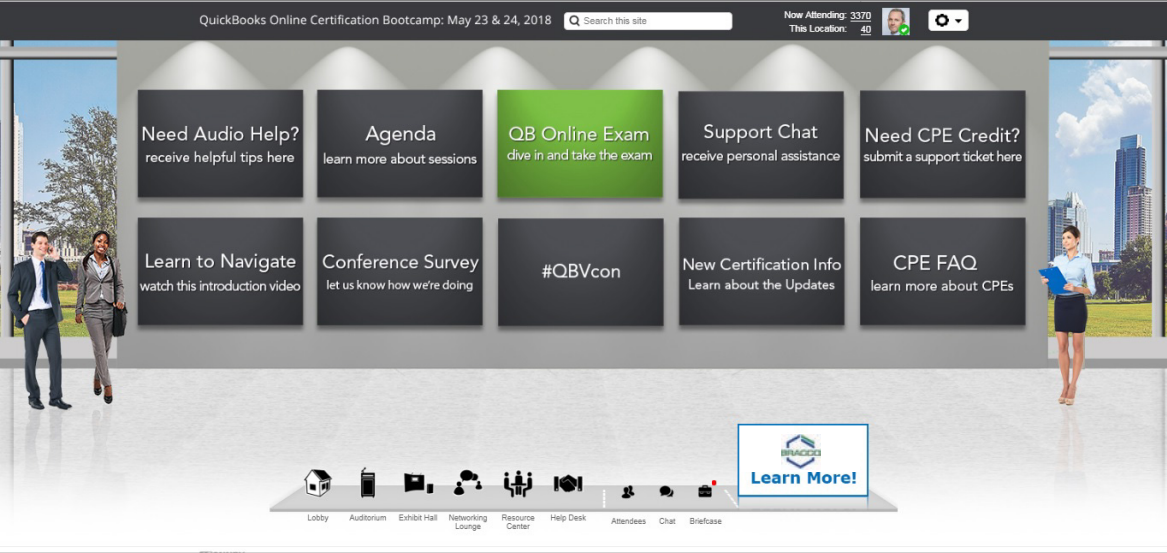 QuickBooks Online Certification Bootcamp: May 23 & 24, 2018
Search this site
Now Attending: 3370
This Location: 40
Need Audio Help?
receive helpful tips here
Agenda
learn more about sessions
QB Online Exam
dive in and take the exam
Support Chat
receive personal assistance
Need CPE Credit?
submit a support ticket here
Learn to Navigate
watch this introduction video
Conference Survey
let us know how we're doing
#QBVcon
New Certification Info
Learn about the Updates
CPE FAQ
learn more about CPEs
BRACCO
Learn More!
Lobby
Auditorium
Exhibit Hall
Networking
Lounge
Resource
Center
Help Desk
Attendees
Chat
Briefcase